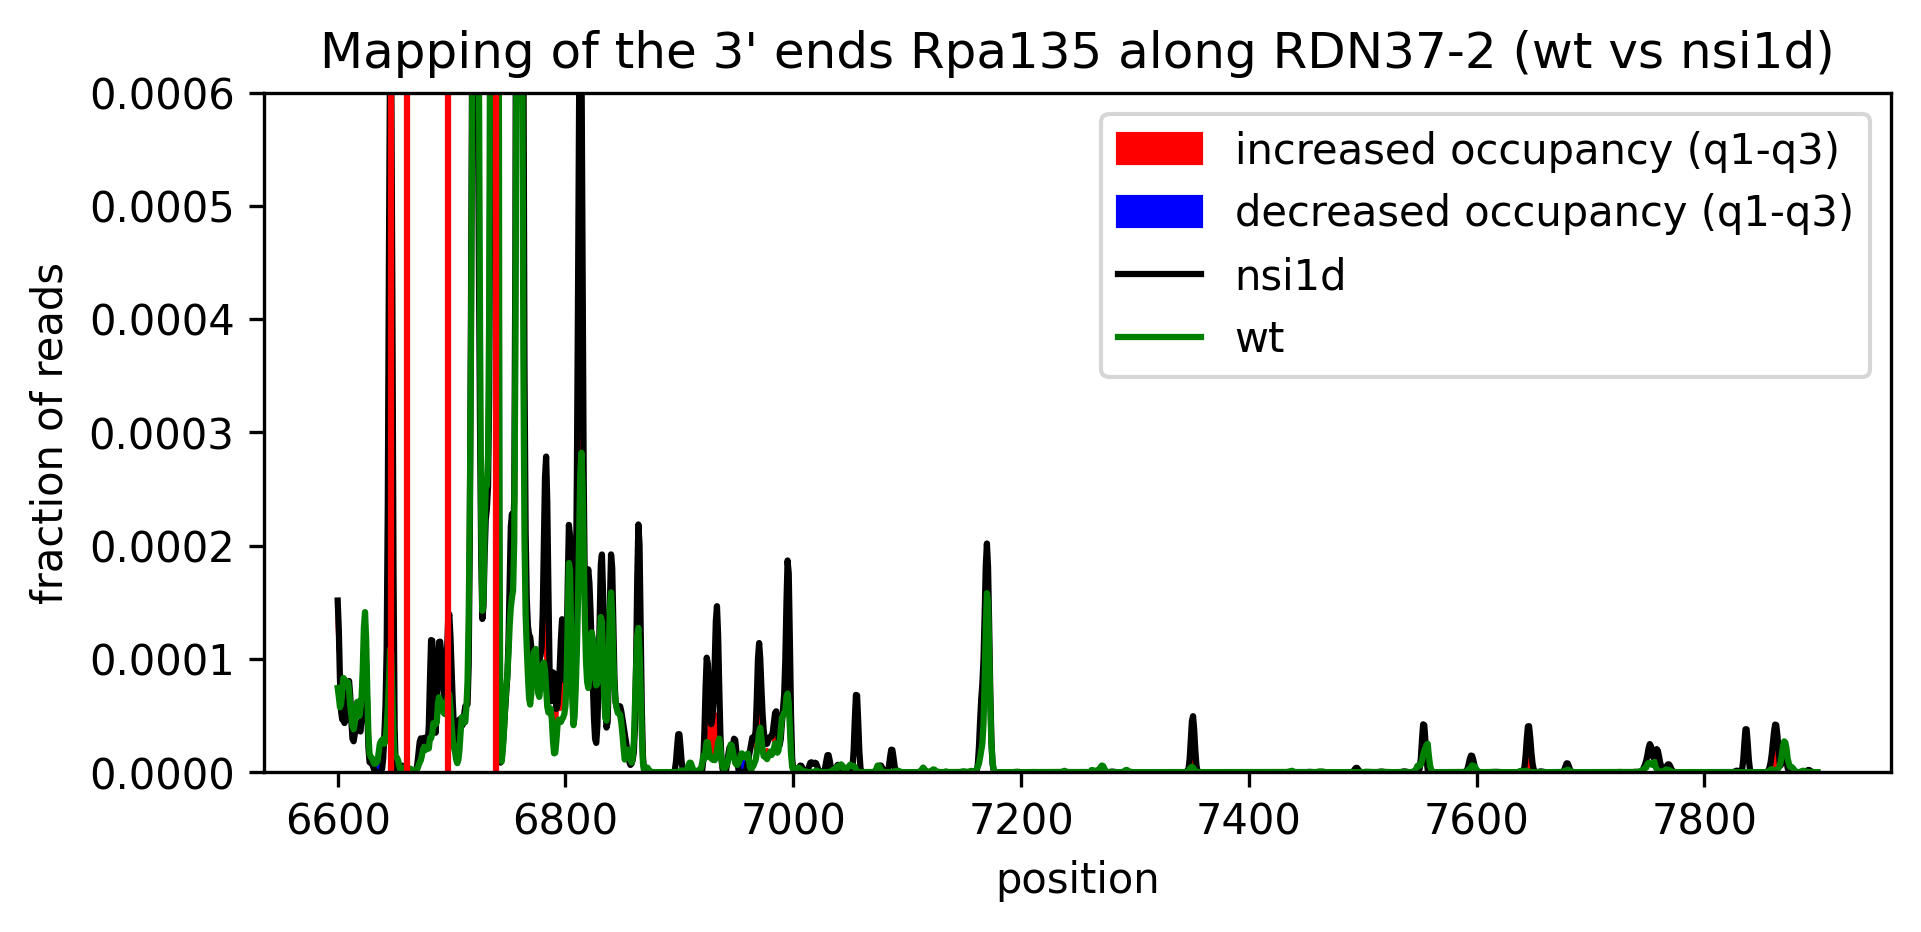 Mapping of the 3' ends Rpa135 along RDN37-2 (wt vs nsi1d)
0.0006
0.0005
0.0004
0.0003
0.0002
0.0001
0.0000
fraction of reads
increased occupancy (q1-q3)
decreased occupancy (q1-q3)
nsi1d
wt
6600 6800 7000 7200 7400 7600 7800
position